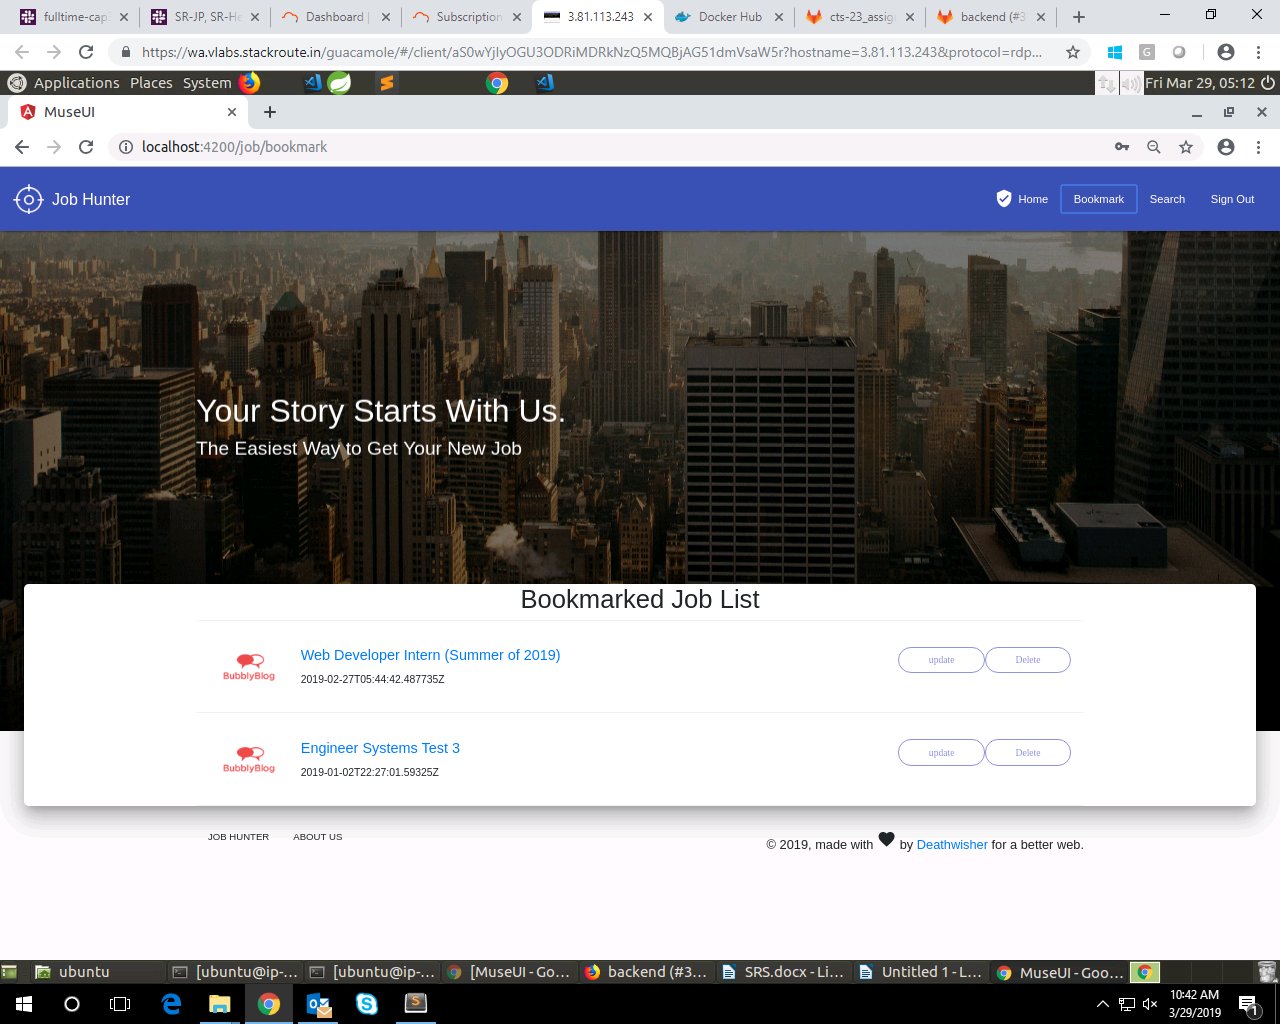 fulltime-cap
SR-JP, SR-He
Dashboard |
Subscription
3.81.113.243
Docker Hub
cts-23_assig
backend (#3
https://wa.vlabs.stackroute.in/guacamole/#/client/aS0wYjIyOGU3ODRiMDRkNzQ5MQBjAG51dmVsaW5r?hostname=3.81.113.243&protocol=rdp...
Applications Places System
Fri Mar 29, 05:12
MuseUI
localhost:4200/job/bookmark
Job Hunter
Home
Bookmark
Search
Sign Out
Your Story Starts With Us.
The Easiest Way to Get Your New Job
Bookmarked Job List
BubblyBlog
Web Developer Intern (Summer of 2019)
2019-02-27T05:44:42.487735Z
update
Delete
BubblyBlog
Engineer Systems Test 3
2019-01-02T22:27:01.59325Z
update
Delete
JOB HUNTER
ABOUT US
© 2019, made with by Deathwisher for a better web.
ubuntu
[ubuntu@ip-...
[ubuntu@ip-...
[MuseUI - Go...
backend (#3...
SRS.docx - Li...
Untitled 1 - L...
MuseUI - Goo...
10:42 AM
3/29/2019
1